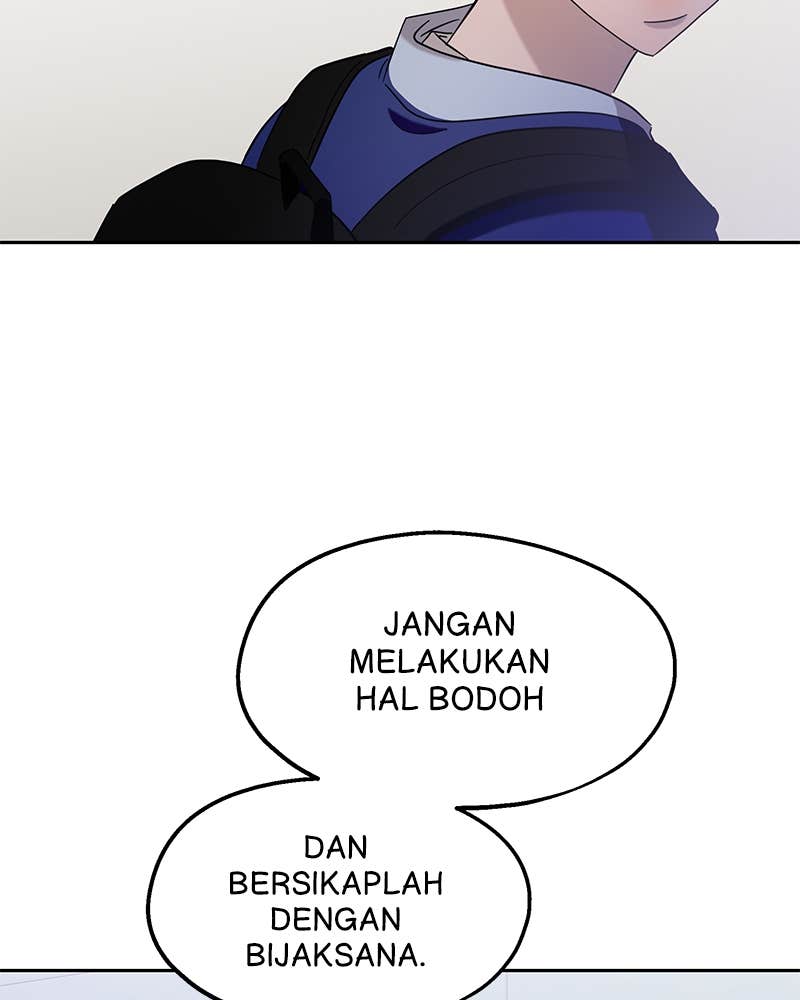 JANGAN
MELAKUKAN
HAL BODOH
DAN
BERSIKAPLAH
DENGAN
BIJAKSANA.